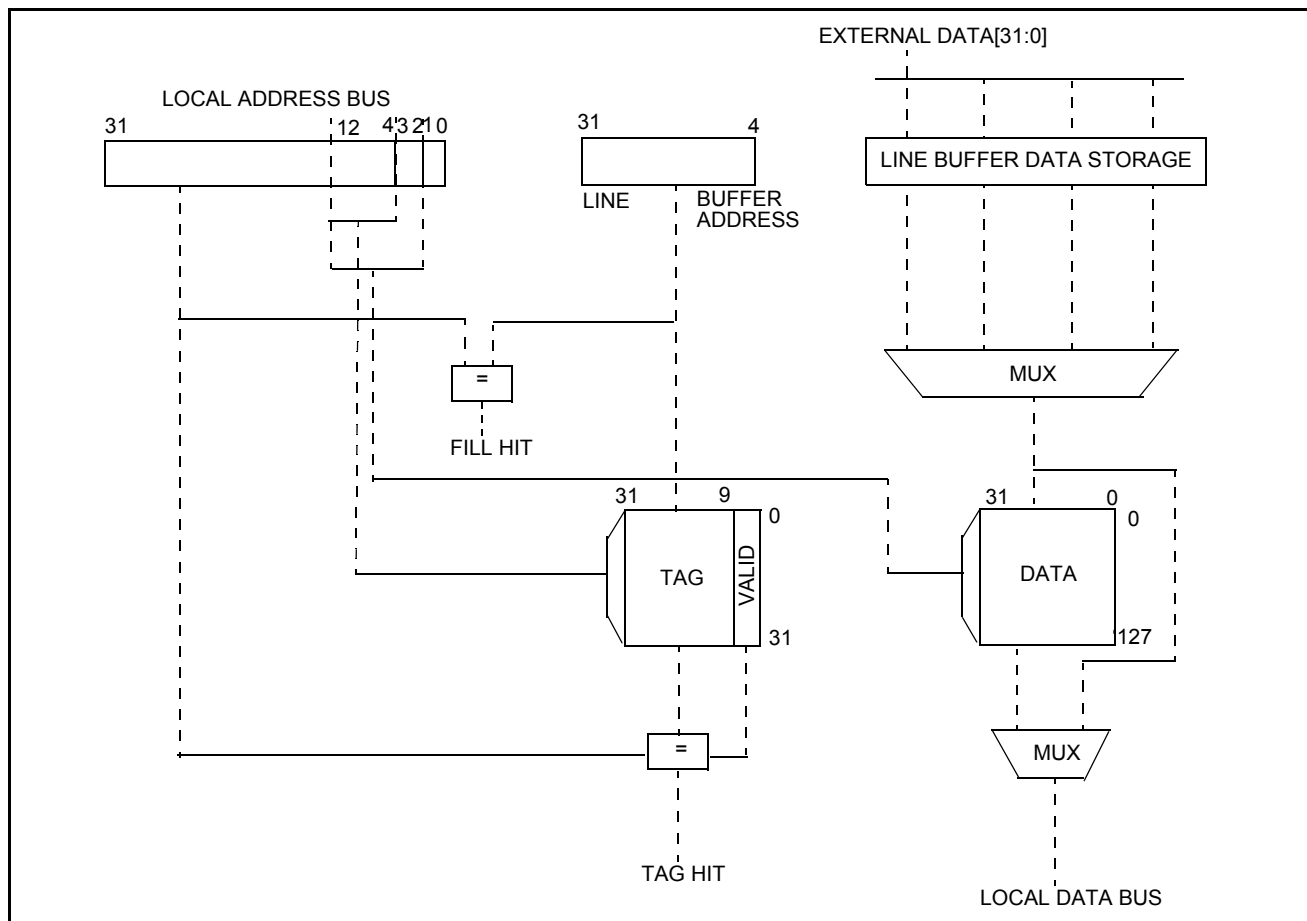 EXTERNAL DATA[31:0]
LOCAL ADDRESS BUS
31 12 4 3 2 1 0
31 4
LINE BUFFER DATA STORAGE
LINE BUFFER
ADDRESS
MUX
=
FILL HIT
31 9 0
31 0
0
TAG
VALID
DATA
31
127
=
MUX
TAG HIT
LOCAL DATA BUS